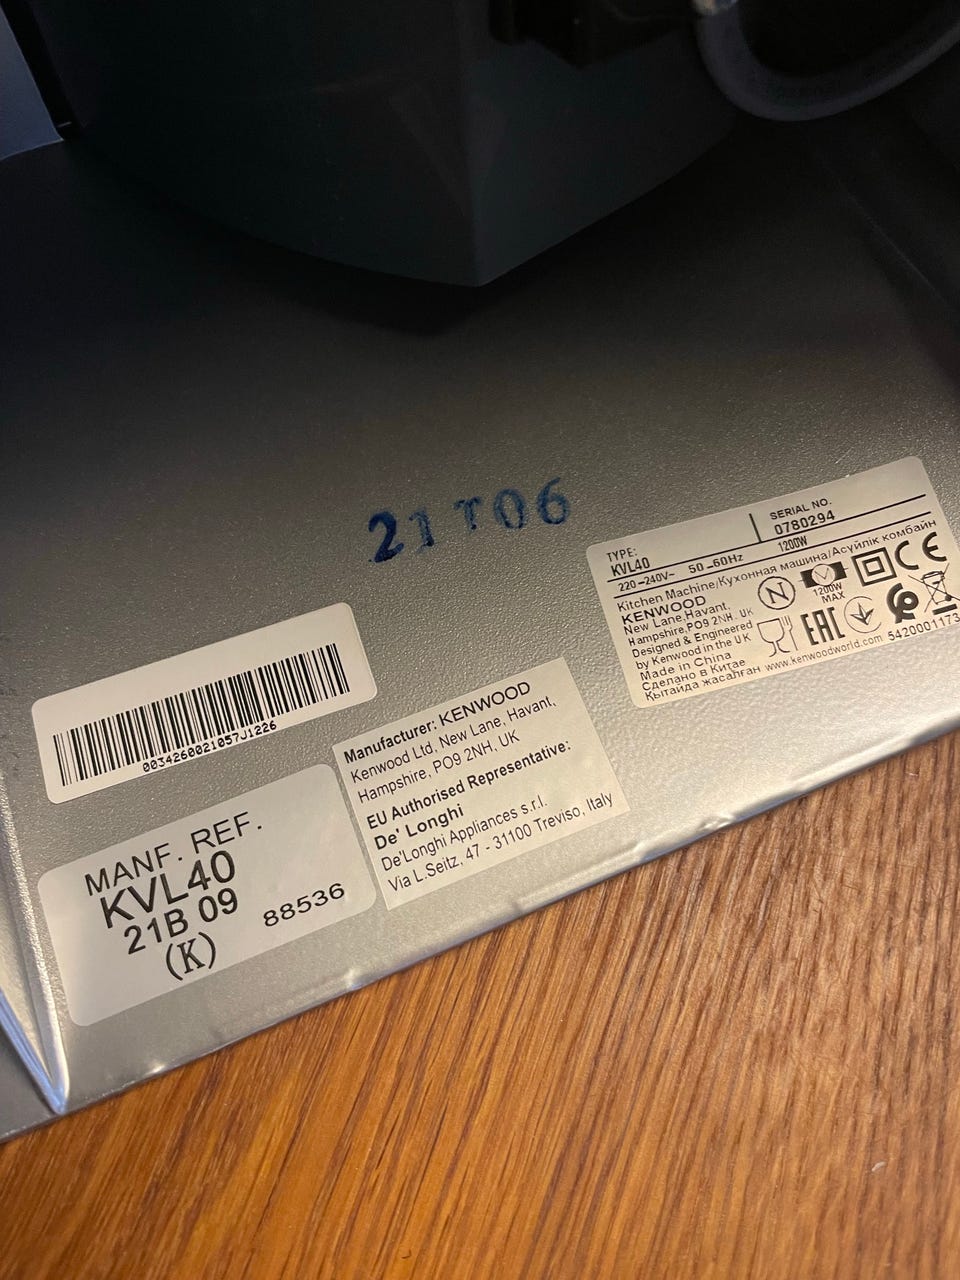 21T06
TYPE:
KVL40
SERIAL NO.
0780294
220-240V~ 50-60Hz 1200W
Kitchen Machine/Кухонная машина/Асүйлік комбайн
KENWOOD
New Lane, Havant,
Hampshire, PO9 2NH. UK
Designed & Engineered
by Kenwood in the UK
Made in China
Сделано в Китае
Қытайда жасалған
N
1200W
MAX
CE
EAC
www.kenwoodworld.com 5420001173
0034260021057J1226
Manufacturer: KENWOOD
Kenwood Ltd, New Lane, Havant,
Hampshire, PO9 2NH, UK
EU Authorised Representative:
De' Longhi
De'Longhi Appliances s.r.l.
Via L.Seitz, 47 - 31100 Treviso, Italy
MANF. REF.
KVL40
21B 09
(K)
88536